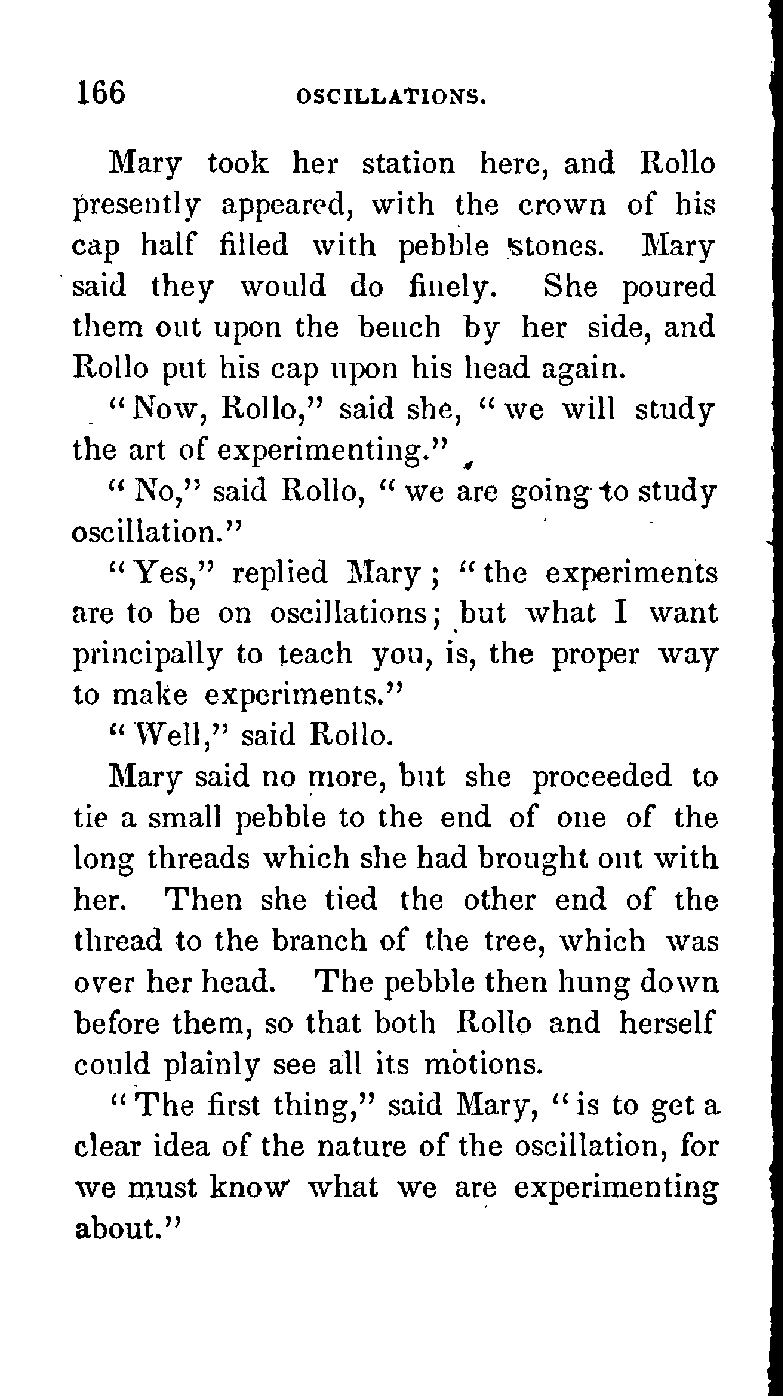 166 OSCILLATIONS.
Mary took her station here, and Rollo
presently appeared, with the crown of his
cap half filled with pebble stones. Mary
said they would do finely. She poured
them out upon the bench by her side, and
Rollo put his cap upon his head again.
"Now, Rollo," said she, "we will study
the art of experimenting."
"No," said Rollo, "we are going to study
oscillation."
"Yes," replied Mary; "the experiments
are to be on oscillations; but what I want
principally to teach you, is, the proper way
to make experiments."
"Well," said Rollo.
Mary said no more, but she proceeded to
tie a small pebble to the end of one of the
long threads which she had brought out with
her. Then she tied the other end of the
thread to the branch of the tree, which was
over her head. The pebble then hung down
before them, so that both Rollo and herself
could plainly see all its motions.
"The first thing," said Mary, "is to get a
clear idea of the nature of the oscillation, for
we must know what we are experimenting
about."